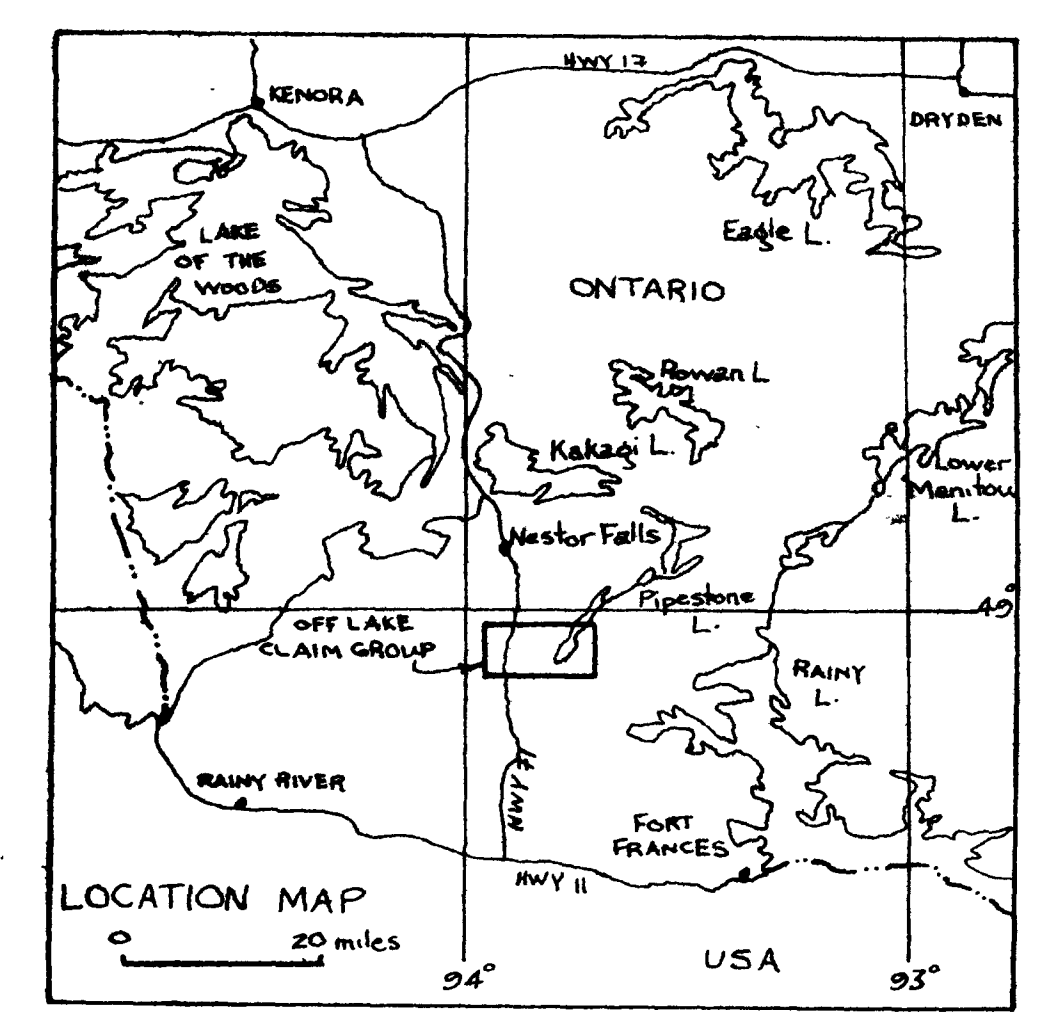 HWY 17
KENORA
DRYDEN
Eagle L.
LAKE
OF THE
WOODS
ONTARIO
Rowan L
Kakagi L.
Lower
Manitou
L.
Nestor Falls
Pipestone
L.
49°
OFF LAKE
CLAIM GROUP
RAINY
L.
RAINY RIVER
HWY 71
FORT
FRANCES
HWY 11
LOCATION MAP
0 20 miles
USA
94°
93°